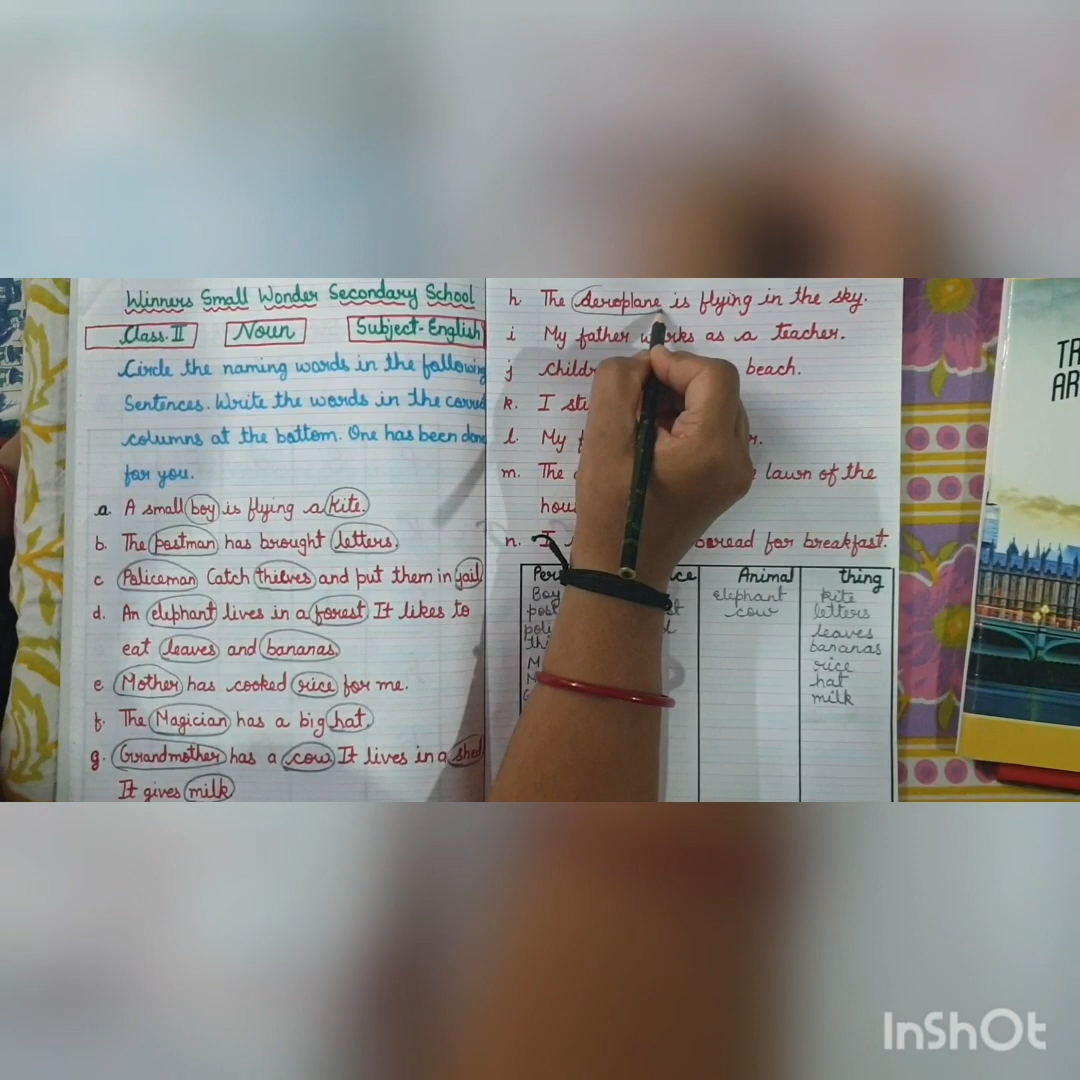 Winners Small Wonder Secondary School
Class. II Noun Subject-English
Circle the naming words in the following
Sentences. Write the words in the
columns at the bottom. One has been done
for you.
a. A small boy is flying a kite.
b. The postman has brought letters.
c Policeman Catch thieves and put them in jail
d. An elephant lives in a forest It likes to
eat leaves and bananas.
e. Mother has cooked rice for me.
f. The Magician has a big hat.
g. Grandmother has a cow. It lives in a shed
It gives milk
h. The aeroplane is flying in the sky.
i My father works as a teacher.
j beach.
k. I
l. My
m. The lawn of the
n. I bread for breakfast.
Animal thing
Boy elephant kite
cow letters
leaves
bananas
rice
hat
milk
TR
AR
InShOt